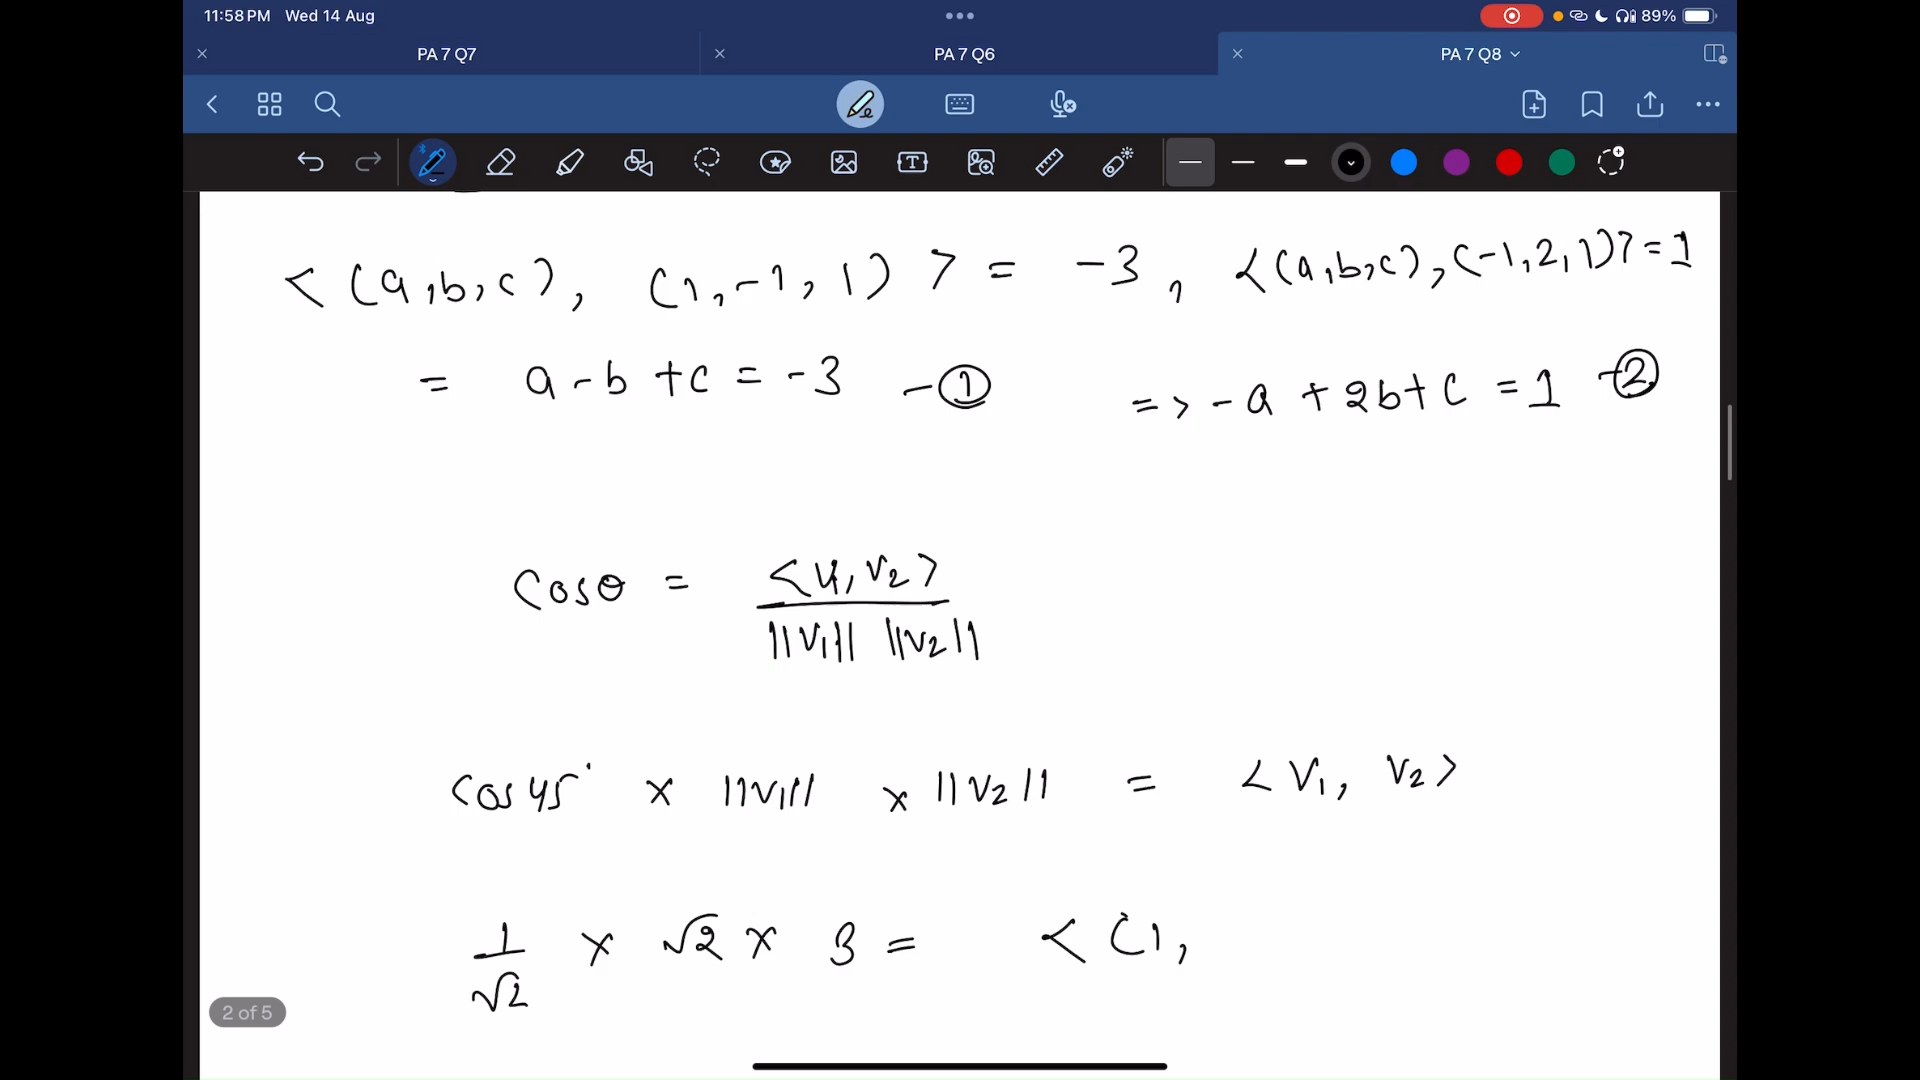 11:58 PM Wed 14 Aug 89%
PA 7 Q7 PA 7 Q6 PA 7 Q8
< (a,b,c), (1,-1,1) > = -3, <(a,b,c),(-1,2,1)> = 1
= a - b + c = -3 - ① => -a + 2b + c = 1 - ②
cosθ = <v1, v2> / ||v1|| ||v2||
cos 45° × ||v1|| × ||v2|| = < v1, v2 >
1/√2 × √2 × 3 = < (1,
2 of 5